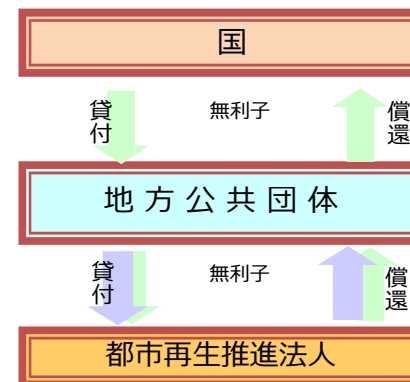 国
貸付
無利子
償還
地方公共団体
貸付
無利子
償還
都市再生推進法人